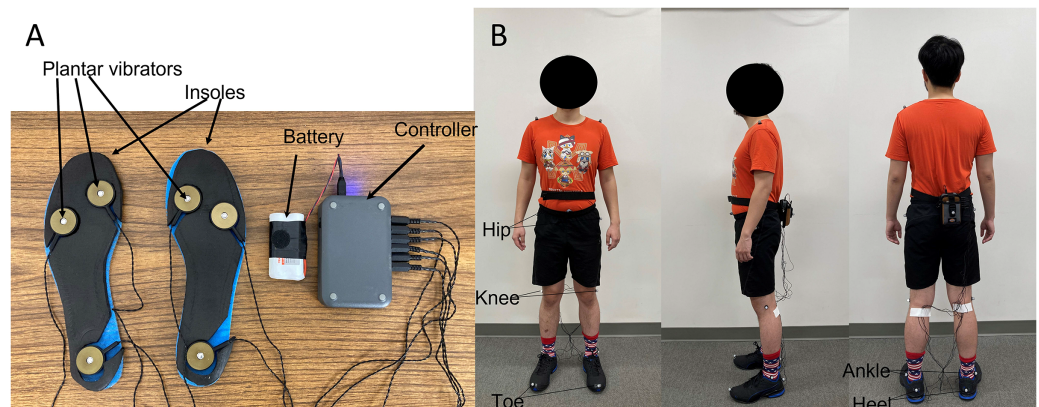 A
Plantar vibrators
Insoles
Battery
Controller
B
Hip
Knee
Toe
Ankle
Heel